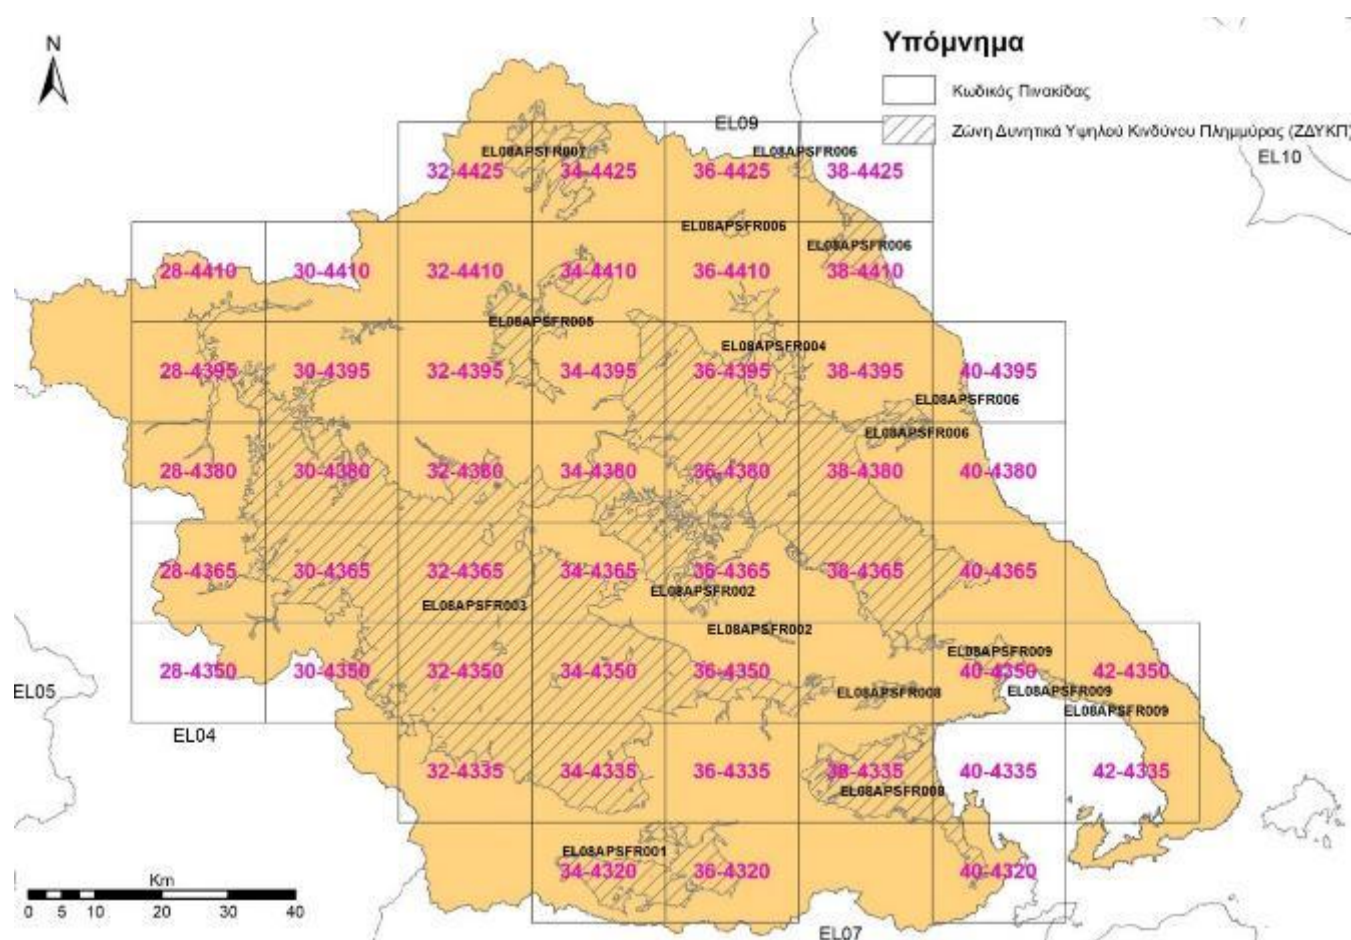 N
Υπόμνημα
Κωδικός Πινακίδας
Ζώνη Δυνητικά Υψηλού Κινδύνου Πλημμύρας (ΖΔΥΚΠ)
EL09
EL10
EL08APSFR007
EL08APSFR006
32-4425
34-4425
36-4425
38-4425
EL08APSFR006
EL08APSFR006
28-4410
30-4410
32-4410
34-4410
36-4410
38-4410
EL08APSFR005
EL08APSFR004
28-4395
30-4395
32-4395
34-4395
36-4395
38-4395
40-4395
EL08APSFR006
EL08APSFR006
28-4380
30-4380
32-4380
34-4380
36-4380
38-4380
40-4380
28-4365
30-4365
32-4365
34-4365
36-4365
38-4365
40-4365
EL08APSFR003
EL08APSFR002
EL08APSFR002
EL08APSFR009
28-4350
30-4350
32-4350
34-4350
36-4350
40-4350
42-4350
EL05
EL08APSFR008
EL08APSFR009
EL08APSFR009
EL04
32-4335
34-4335
36-4335
38-4335
40-4335
42-4335
EL08APSFR008
EL08APSFR001
34-4320
36-4320
40-4320
Km
0 5 10 20 30 40
EL07